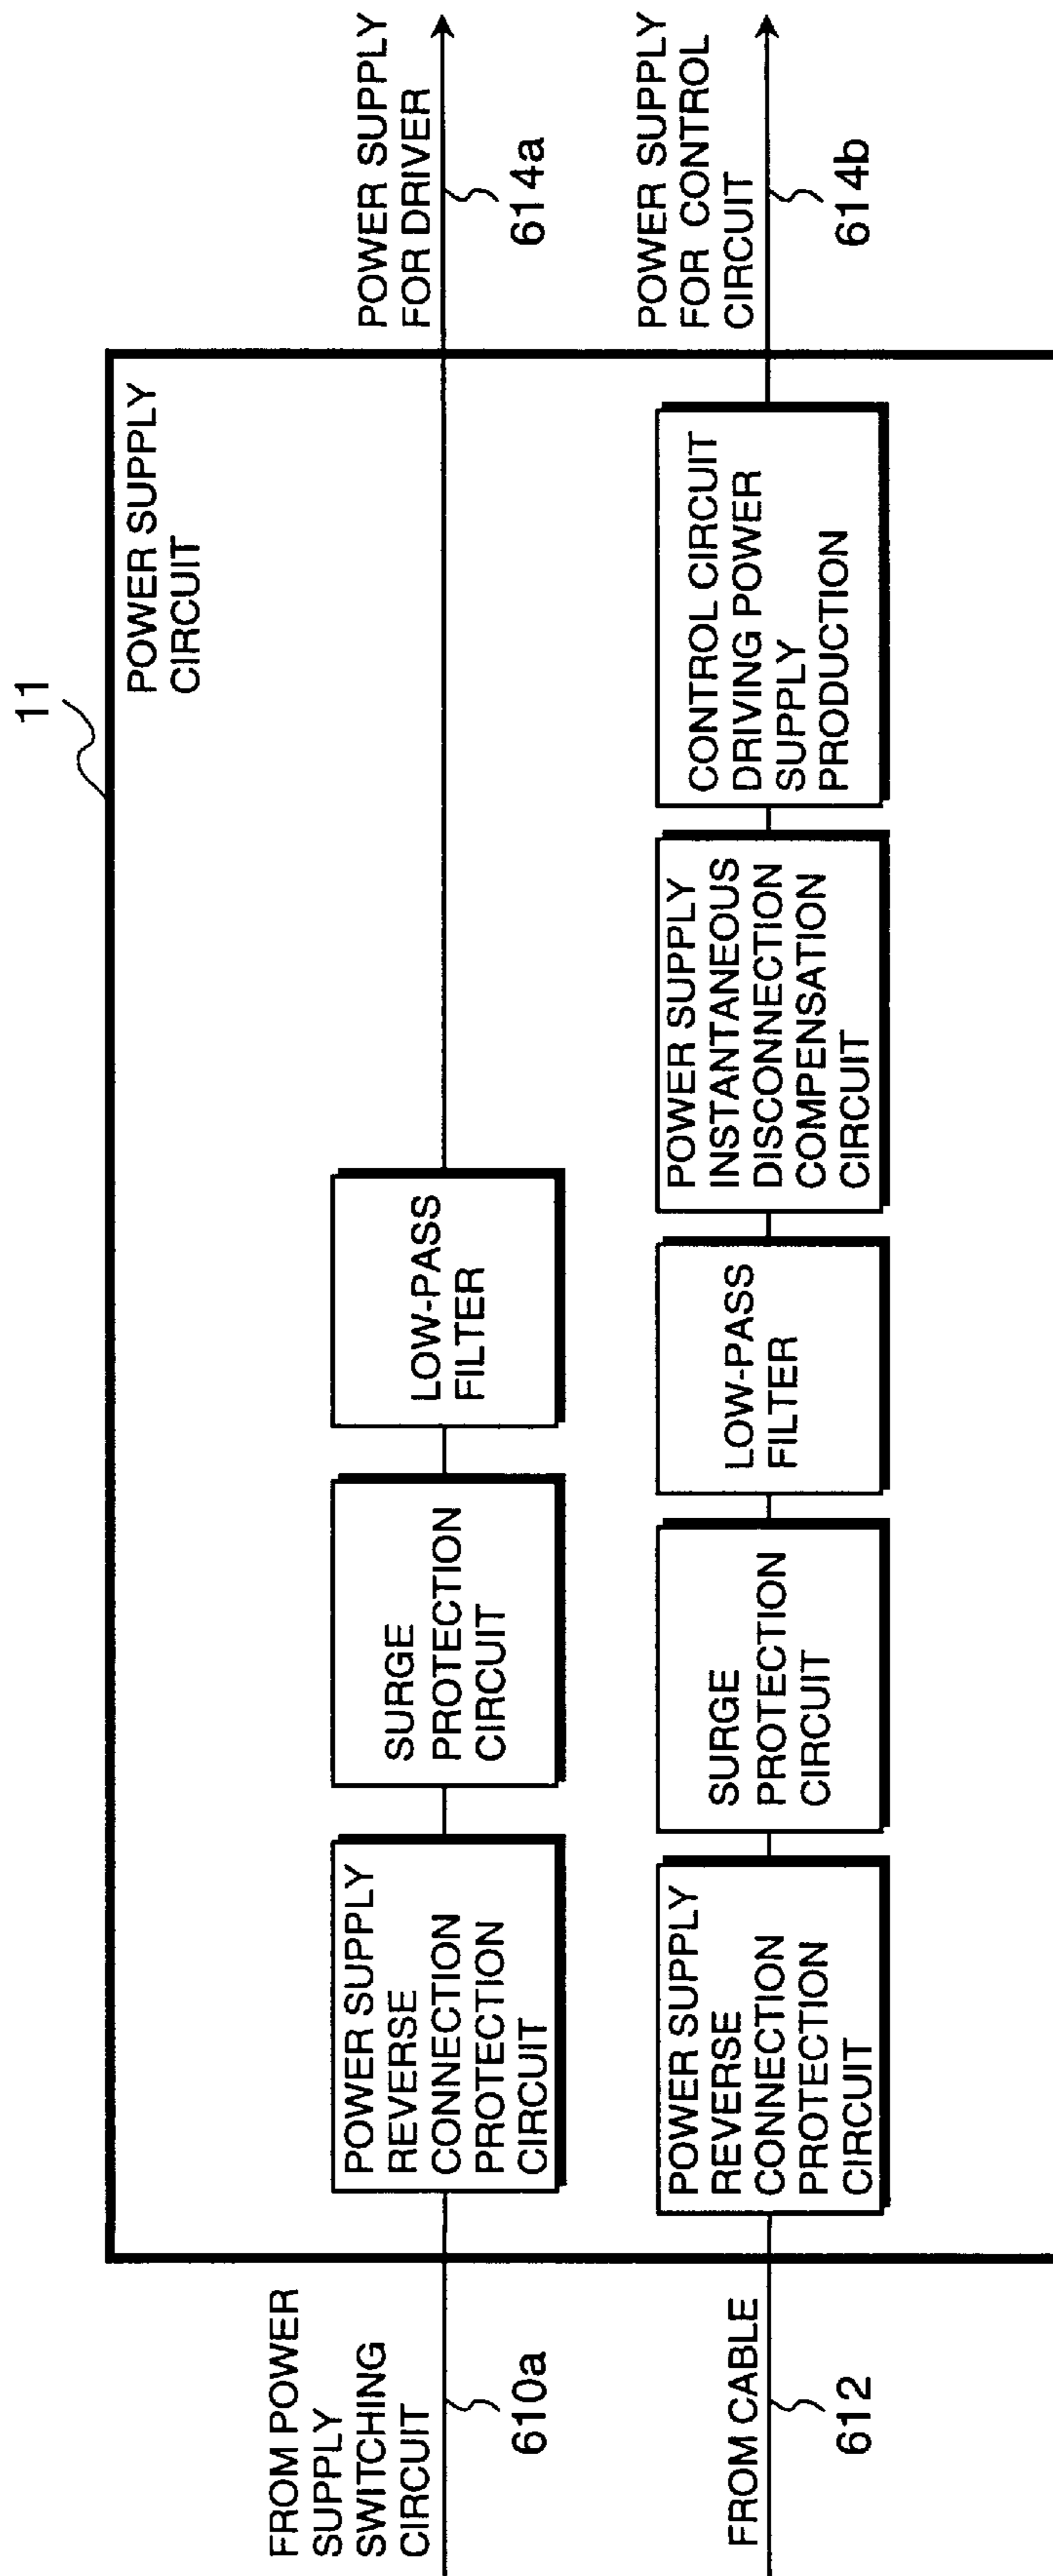 11
POWER SUPPLY
CIRCUIT
FROM POWER
SUPPLY
SWITCHING
CIRCUIT
610a
POWER SUPPLY
REVERSE
CONNECTION
PROTECTION
CIRCUIT
SURGE
PROTECTION
CIRCUIT
LOW-PASS
FILTER
POWER SUPPLY
FOR DRIVER
614a
FROM CABLE
612
POWER SUPPLY
REVERSE
CONNECTION
PROTECTION
CIRCUIT
SURGE
PROTECTION
CIRCUIT
LOW-PASS
FILTER
POWER SUPPLY
INSTANTANEOUS
DISCONNECTION
COMPENSATION
CIRCUIT
CONTROL CIRCUIT
DRIVING POWER
SUPPLY
PRODUCTION
POWER SUPPLY
FOR CONTROL
CIRCUIT
614b